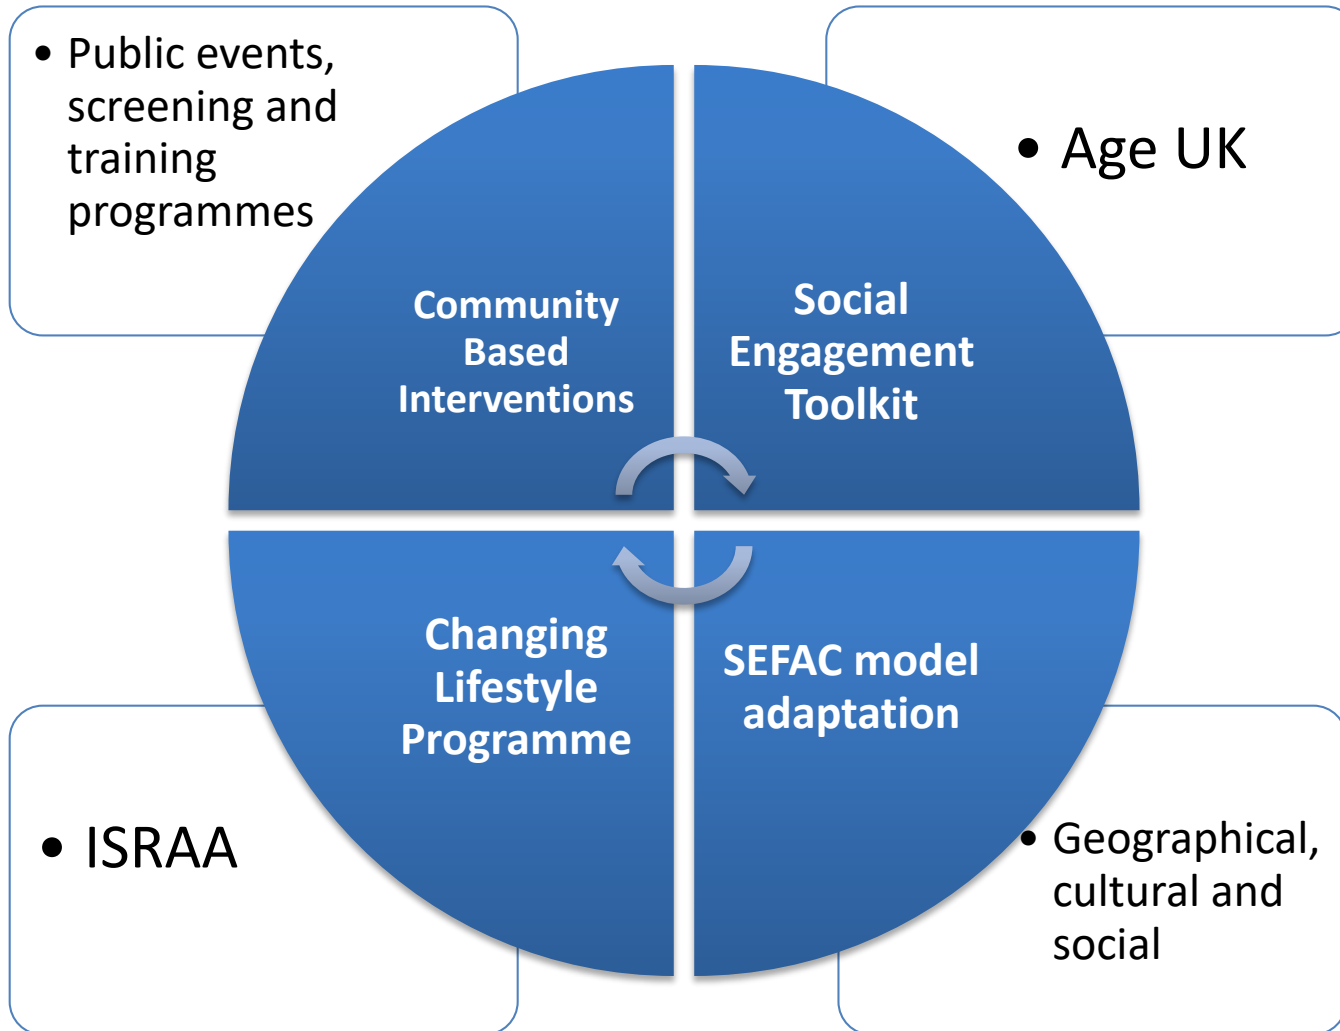 • Public events,
screening and
training
programmes
• Age UK
Community
Based
Interventions
Social
Engagement
Toolkit
Changing
Lifestyle
Programme
SEFAC model
adaptation
• ISRAA
• Geographical,
cultural and
social